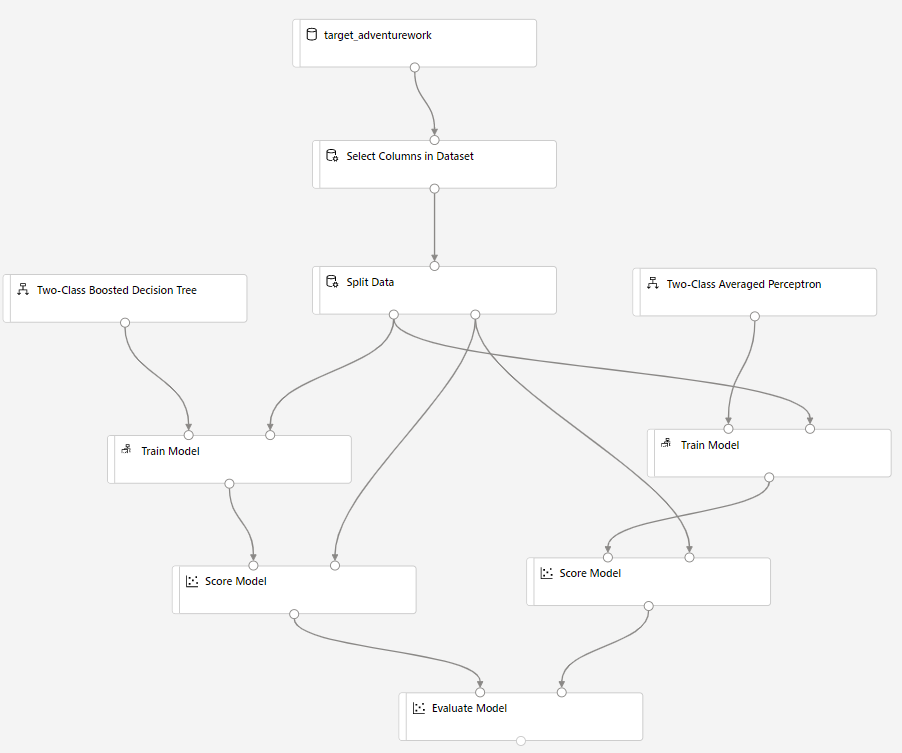 target_adventurework
Select Columns in Dataset
Two-Class Boosted Decision Tree
Split Data
Two-Class Averaged Perceptron
Train Model
Train Model
Score Model
Score Model
Evaluate Model